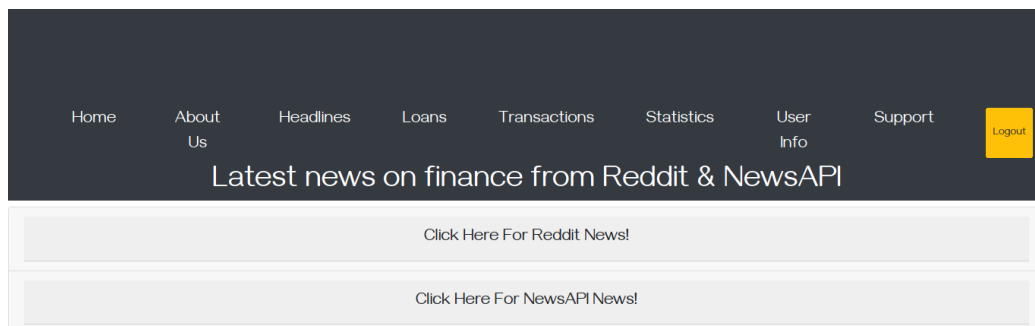 Home About Us Headlines Loans Transactions Statistics User Info Support Logout
Latest news on finance from Reddit & NewsAPI
Click Here For Reddit News!
Click Here For NewsAPI News!